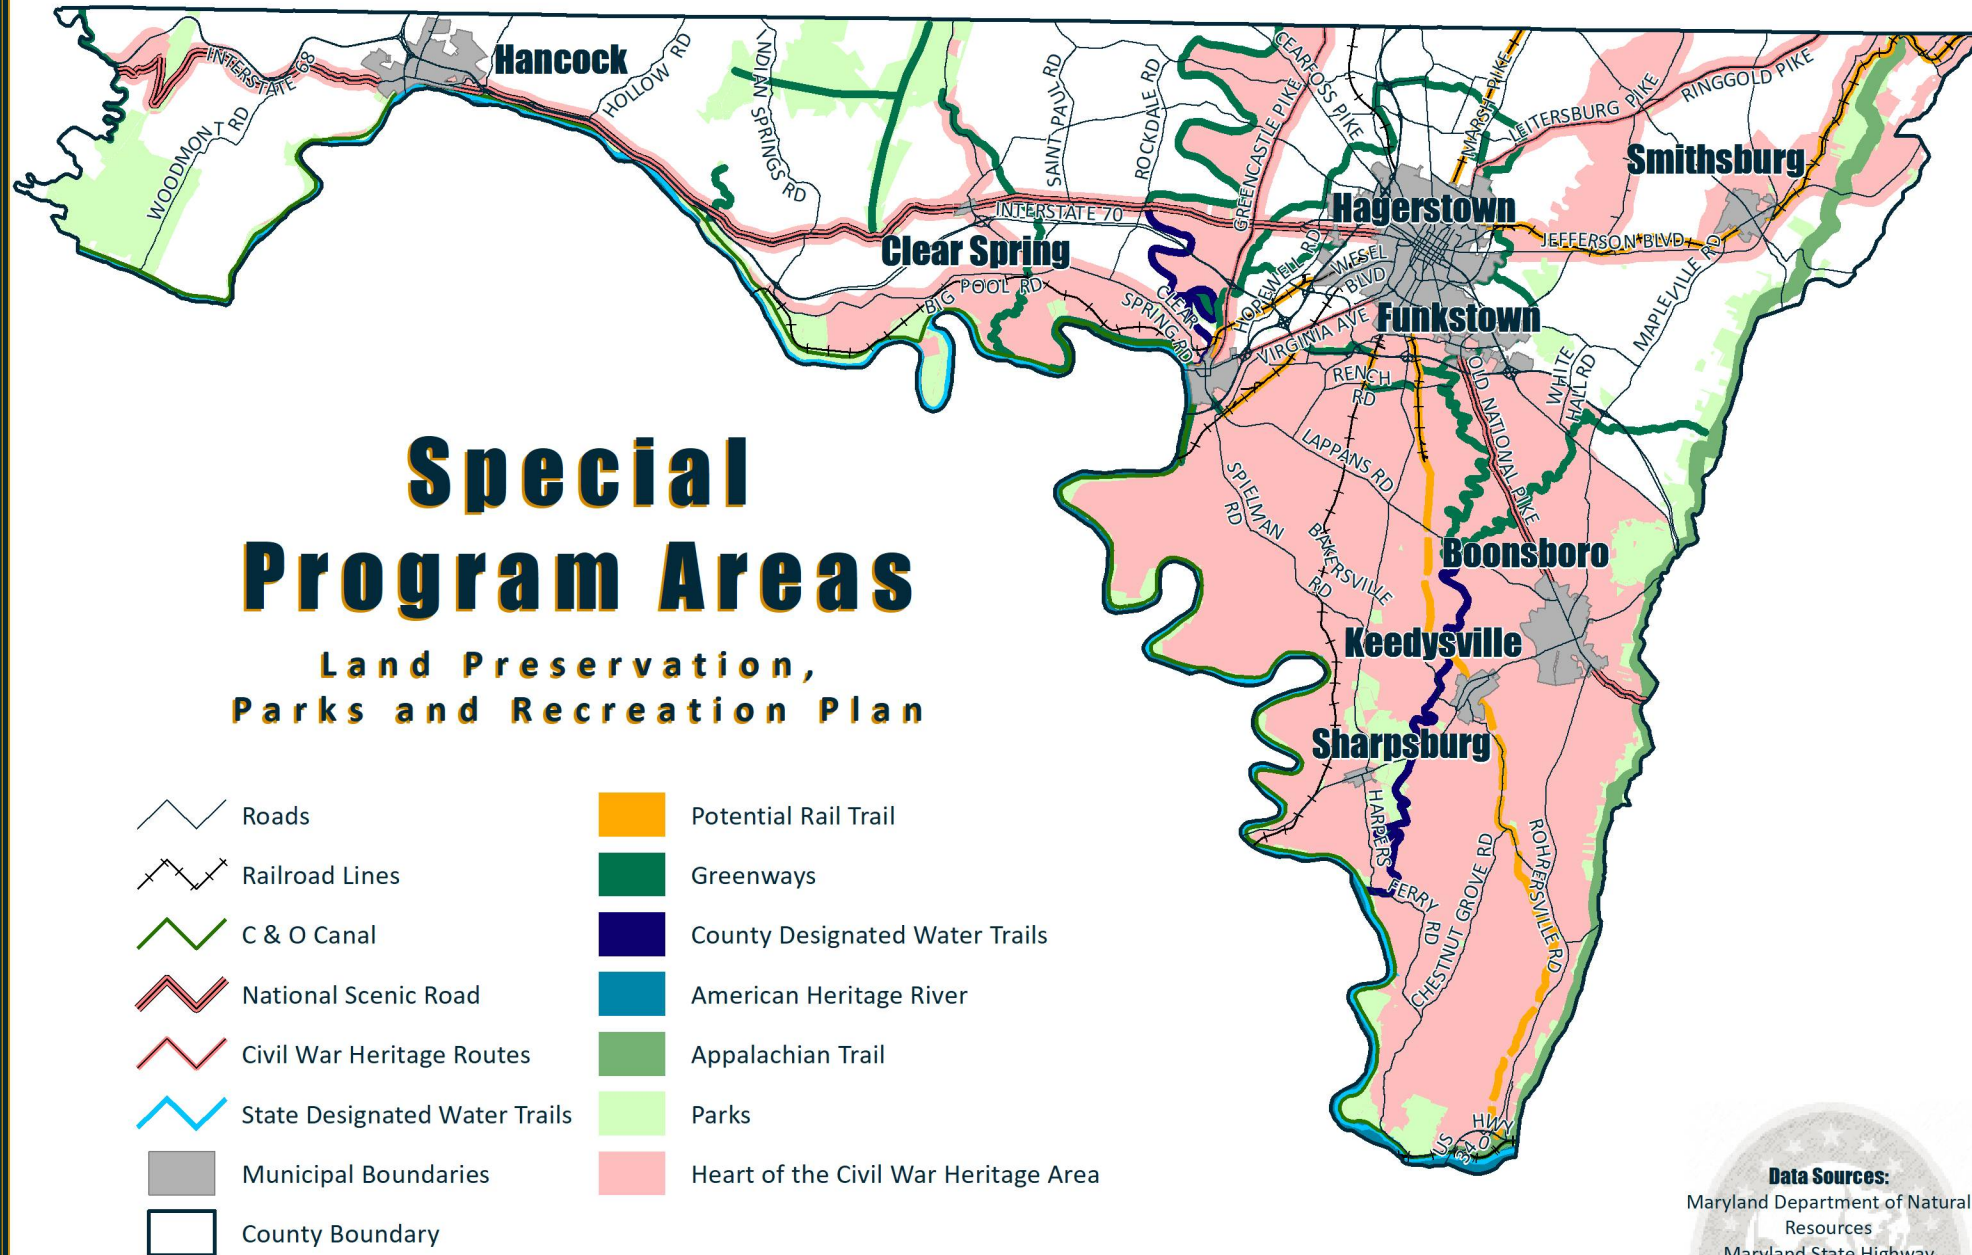 Hancock
INTERSTATE 68
WOODMONT RD
HOLLOW RD
INDIAN SPRINGS RD
SAINT PAUL RD
ROCKDALE RD
CEARFOSS PIKE
GREENCASTLE PIKE
MARSH PIKE
LEITERSBURG PIKE
RINGGOLD PIKE
Smithsburg
Hagerstown
INTERSTATE 70
Clear Spring
JEFFERSON BLVD
MAPLEVILLE RD
HOPEWELL RD
WESEL
BLVD
BIG POOL RD
CLEAR
SPRING RD
VIRGINIA AVE
Funkstown
RENCH
RD
OLD NATIONAL PIKE
WHITE
HALL RD
LAPPANS RD
SPIELMAN
RD
BAKERSVILLE
RD
Boonsboro
Keedysville
Sharpsburg
HARPERS
FERRY
RD
CHESTNUT GROVE RD
ROHRERSVILLE RD
US
340
HWY
Special
Program Areas
Land Preservation,
Parks and Recreation Plan
Roads
Railroad Lines
C & O Canal
National Scenic Road
Civil War Heritage Routes
State Designated Water Trails
Municipal Boundaries
County Boundary
Potential Rail Trail
Greenways
County Designated Water Trails
American Heritage River
Appalachian Trail
Parks
Heart of the Civil War Heritage Area
Data Sources:
Maryland Department of Natural
Resources
Maryland State Highway